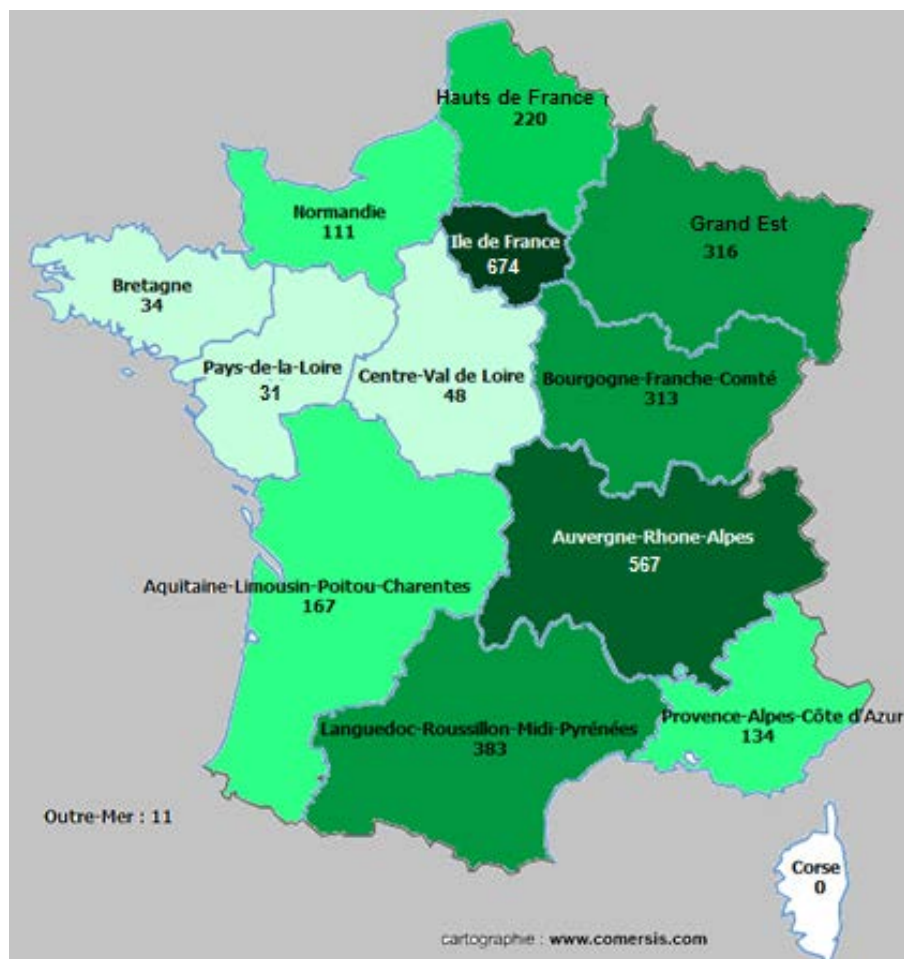 Hauts de France
220
Grand Est
316
Normandie
111
Ile de France
674
Bretagne
34
Pays-de-la-Loire
31
Centre-Val de Loire
48
Bourgogne-Franche-Comté
313
Auvergne-Rhone-Alpes
567
Aquitaine-Limousin-Poitou-Charentes
167
Languedoc-Roussillon-Midi-Pyrénées
383
Provence-Alpes-Côte d'Azur
134
Outre-Mer : 11
Corse
0
cartographie : www.comersis.com